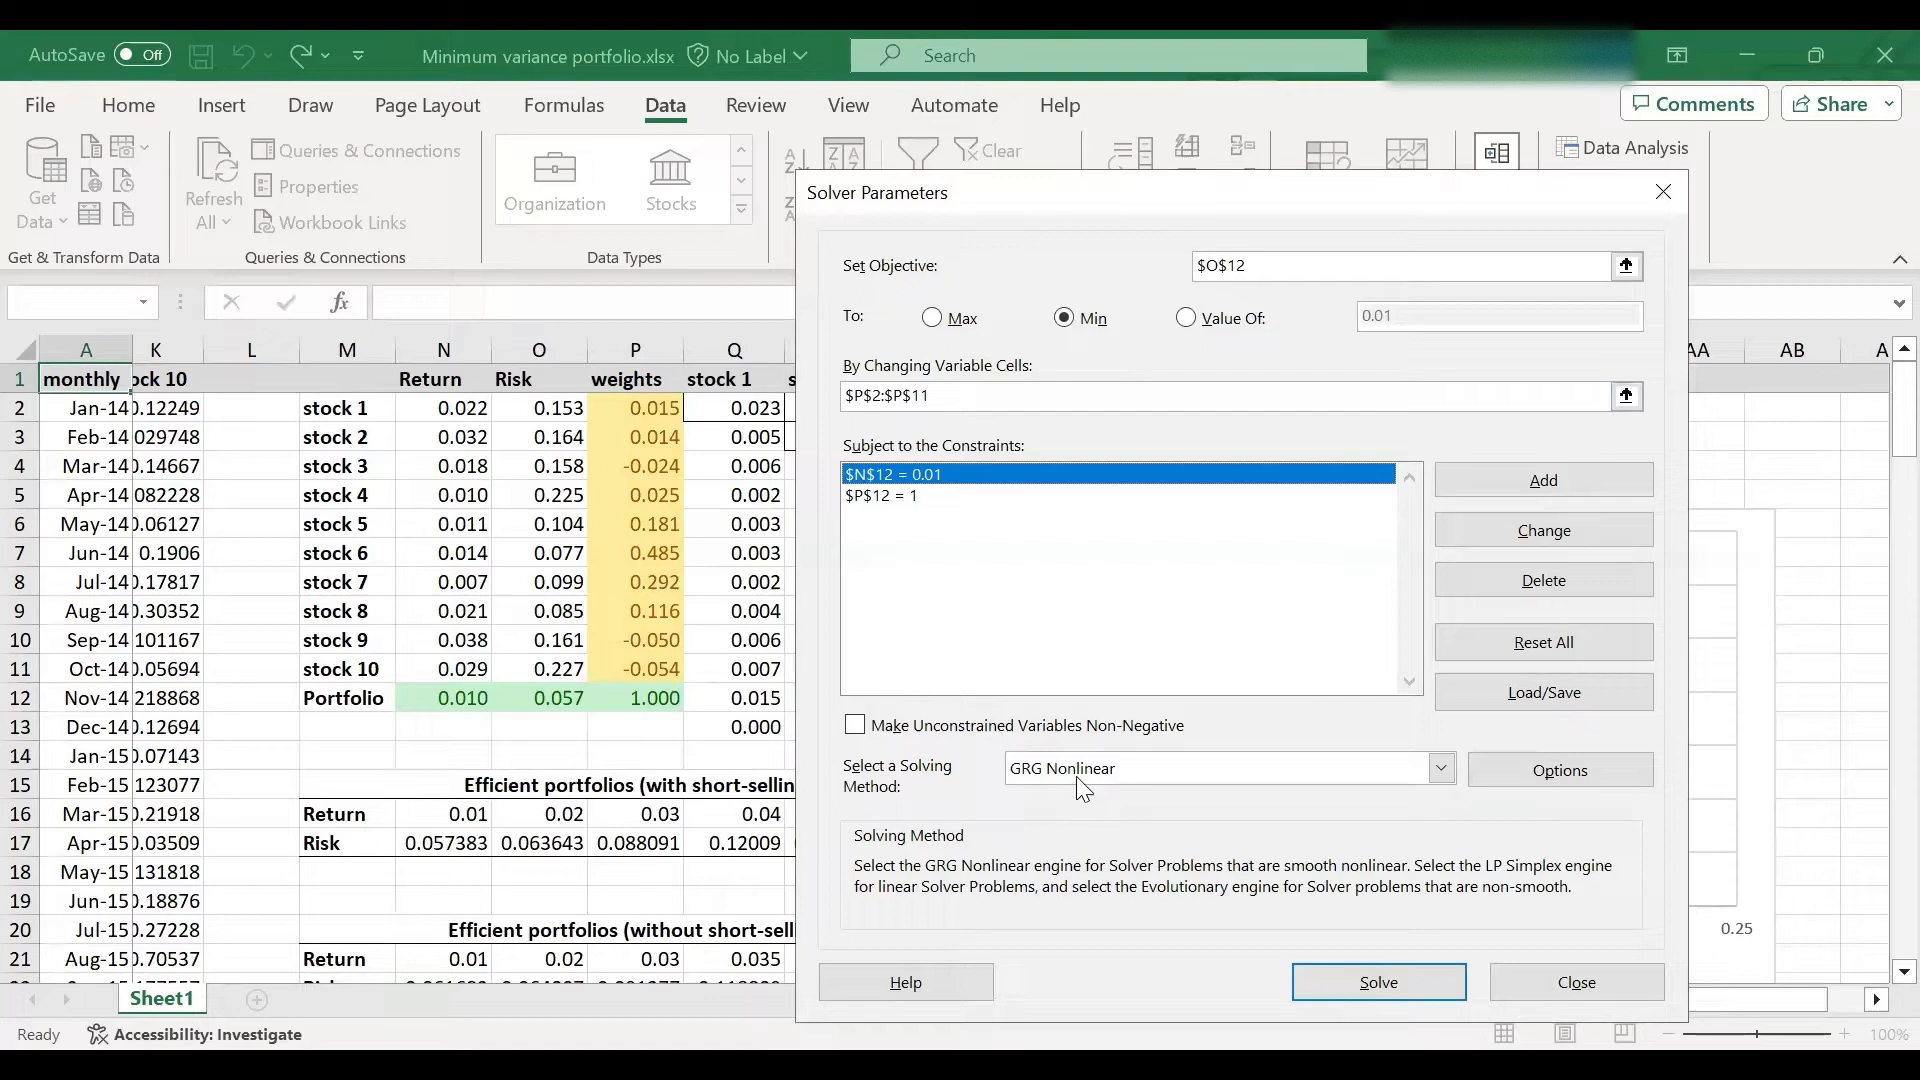 AutoSave Off Minimum variance portfolio.xlsx No Label Search
File Home Insert Draw Page Layout Formulas Data Review View Automate Help Comments Share
Get Data
Refresh All
Queries & Connections
Properties
Workbook Links
Organization Stocks
Clear
Data Analysis
Get & Transform Data Queries & Connections Data Types
fx
A K L M N O P Q AA AB A
1 monthly ock 10 Return Risk weights stock 1 s
2 Jan-14 0.12249 stock 1 0.022 0.153 0.015 0.023
3 Feb-14 029748 stock 2 0.032 0.164 0.014 0.005
4 Mar-14 0.14667 stock 3 0.018 0.158 -0.024 0.006
5 Apr-14 082228 stock 4 0.010 0.225 0.025 0.002
6 May-14 0.06127 stock 5 0.011 0.104 0.181 0.003
7 Jun-14 0.1906 stock 6 0.014 0.077 0.485 0.003
8 Jul-14 0.17817 stock 7 0.007 0.099 0.292 0.002
9 Aug-14 0.30352 stock 8 0.021 0.085 0.116 0.004
10 Sep-14 101167 stock 9 0.038 0.161 -0.050 0.006
11 Oct-14 0.05694 stock 10 0.029 0.227 -0.054 0.007
12 Nov-14 218868 Portfolio 0.010 0.057 1.000 0.015
13 Dec-14 0.12694 0.000
14 Jan-15 0.07143
15 Feb-15 123077 Efficient portfolios (with short-sellin
16 Mar-15 0.21918 Return 0.01 0.02 0.03 0.04
17 Apr-15 0.03509 Risk 0.057383 0.063643 0.088091 0.12009
18 May-15 131818
19 Jun-15 0.18876
20 Jul-15 0.27228 Efficient portfolios (without short-sell
21 Aug-15 0.70537 Return 0.01 0.02 0.03 0.035
0.25
Solver Parameters
Set Objective: $O$12
To: Max Min Value Of: 0.01
By Changing Variable Cells:
$P$2:$P$11
Subject to the Constraints:
$N$12 = 0.01
$P$12 = 1
Add
Change
Delete
Reset All
Load/Save
Make Unconstrained Variables Non-Negative
Select a Solving Method: GRG Nonlinear Options
Solving Method
Select the GRG Nonlinear engine for Solver Problems that are smooth nonlinear. Select the LP Simplex engine
for linear Solver Problems, and select the Evolutionary engine for Solver problems that are non-smooth.
Help Solve Close
Sheet1
Ready Accessibility: Investigate 100%